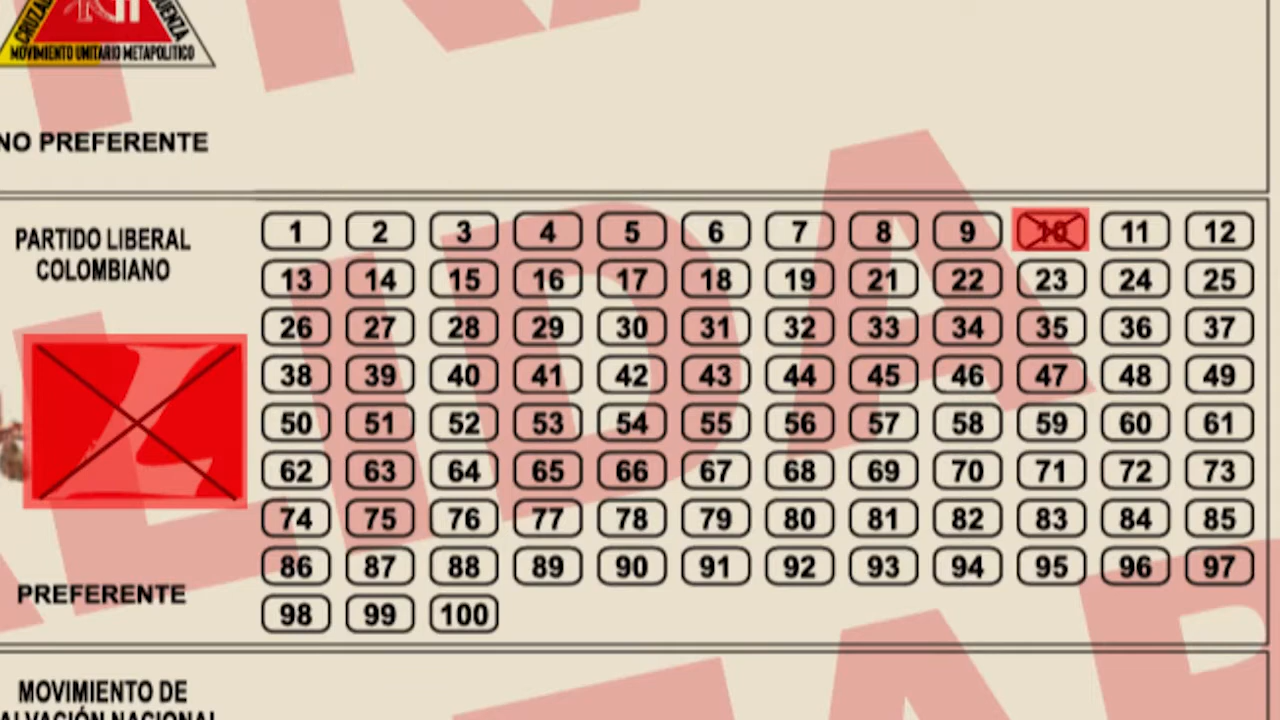 MOVIMIENTO UNITARIO METAPOLITICO
NO PREFERENTE
PARTIDO LIBERAL
COLOMBIANO
L
PREFERENTE
1 2 3 4 5 6 7 8 9 10 11 12
13 14 15 16 17 18 19 21 22 23 24 25
26 27 28 29 30 31 32 33 34 35 36 37
38 39 40 41 42 43 44 45 46 47 48 49
50 51 52 53 54 55 56 57 58 59 60 61
62 63 64 65 66 67 68 69 70 71 72 73
74 75 76 77 78 79 80 81 82 83 84 85
86 87 88 89 90 91 92 93 94 95 96 97
98 99 100
MOVIMIENTO DE
ALVACIÓN NACIONAL